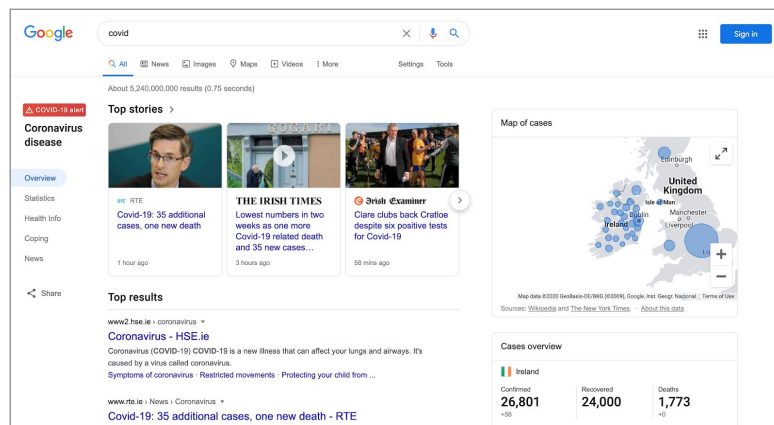 Google
covid
Sign in
All News Images Maps Videos More Settings Tools
About 5,240,000,000 results (0.75 seconds)
COVID-19 alert
Coronavirus
disease
Overview
Statistics
Health Info
Coping
News
Share
Top stories
RTE
Covid-19: 35 additional
cases, one new death
1 hour ago
THE IRISH TIMES
Lowest numbers in two
weeks as one more
Covid-19 related death
and 35 new cases…
3 hours ago
Irish Examiner
Clare clubs back Cratloe
despite six positive tests
for Covid-19
58 mins ago
Top results
www2.hse.ie › coronavirus
Coronavirus - HSE.ie
Coronavirus (COVID-19) COVID-19 is a new illness that can affect your lungs and airways. It's
caused by a virus called coronavirus.
Symptoms of coronavirus · Restricted movements · Protecting your child from ...
www.rte.ie › News › Coronavirus
Covid-19: 35 additional cases, one new death - RTE
Map of cases
Edinburgh
United
Kingdom
Isle of Man
Manchester
Dublin
Liverpool
Ireland
Lo
+
−
Map data ©2020 GeoBasis-DE/BKG (©2009), Google, Inst. Geogr. Nacional Terms of Use
Sources: Wikipedia and The New York Times. · About this data
Cases overview
Ireland
Confirmed
26,801
+56
Recovered
24,000
Deaths
1,773
+0